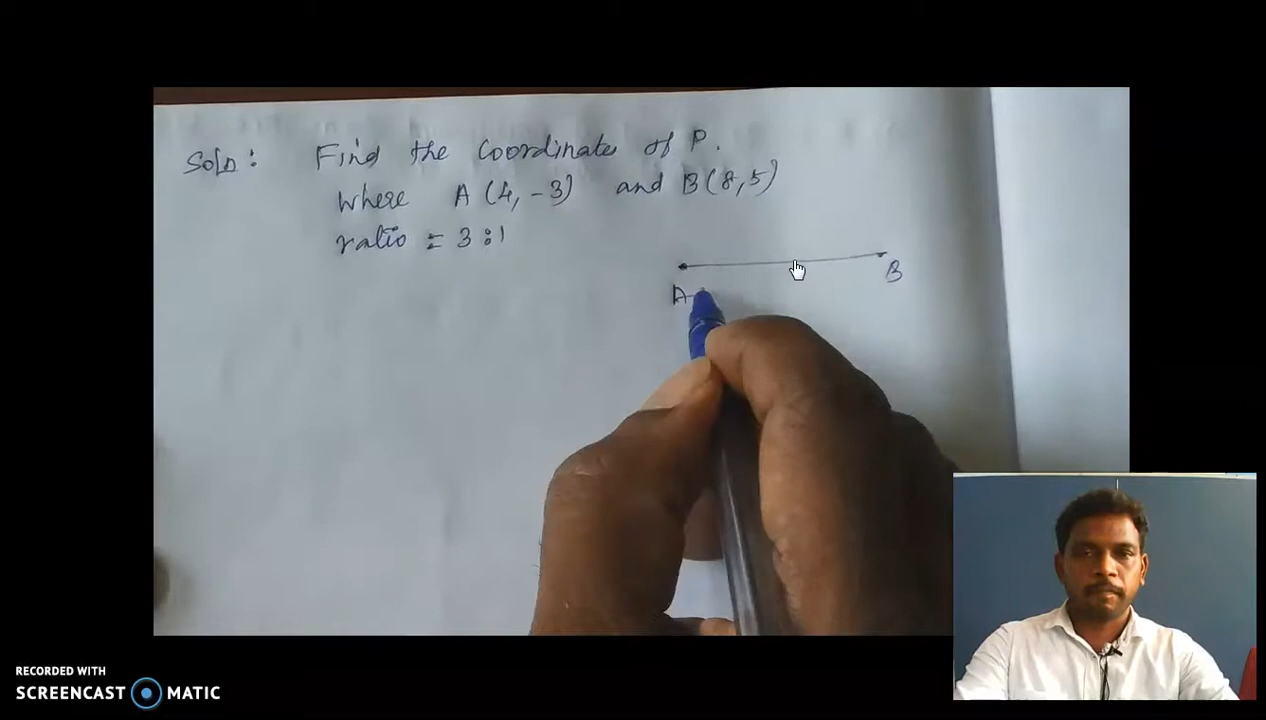 Soln: Find the coordinate of P.
where A (4, -3) and B (8, 5)
ratio = 3:1
A
B
RECORDED WITH
SCREENCAST MATIC